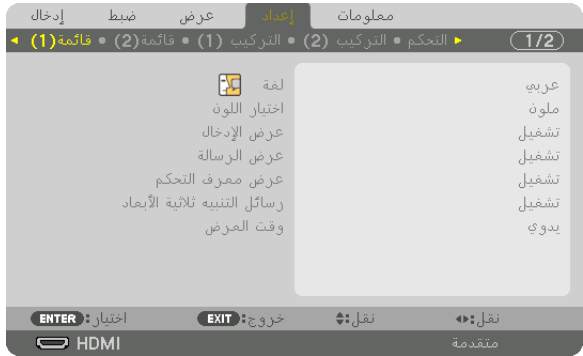 إدخال ضبط عرض إعداد معلومات
قائمة(1) • قائمة(2) • التركيب (1) • التركيب (2) • التحكم 1/2
لغة عربي
اختيار اللون ملون
عرض الإدخال تشغيل
عرض الرسالة تشغيل
عرض معرف التحكم تشغيل
رسائل التنبيه ثلاثية الأبعاد تشغيل
وقت العرض يدوي
ENTER:اختيار EXIT:خروج نقل: نقل:
HDMI متقدمة